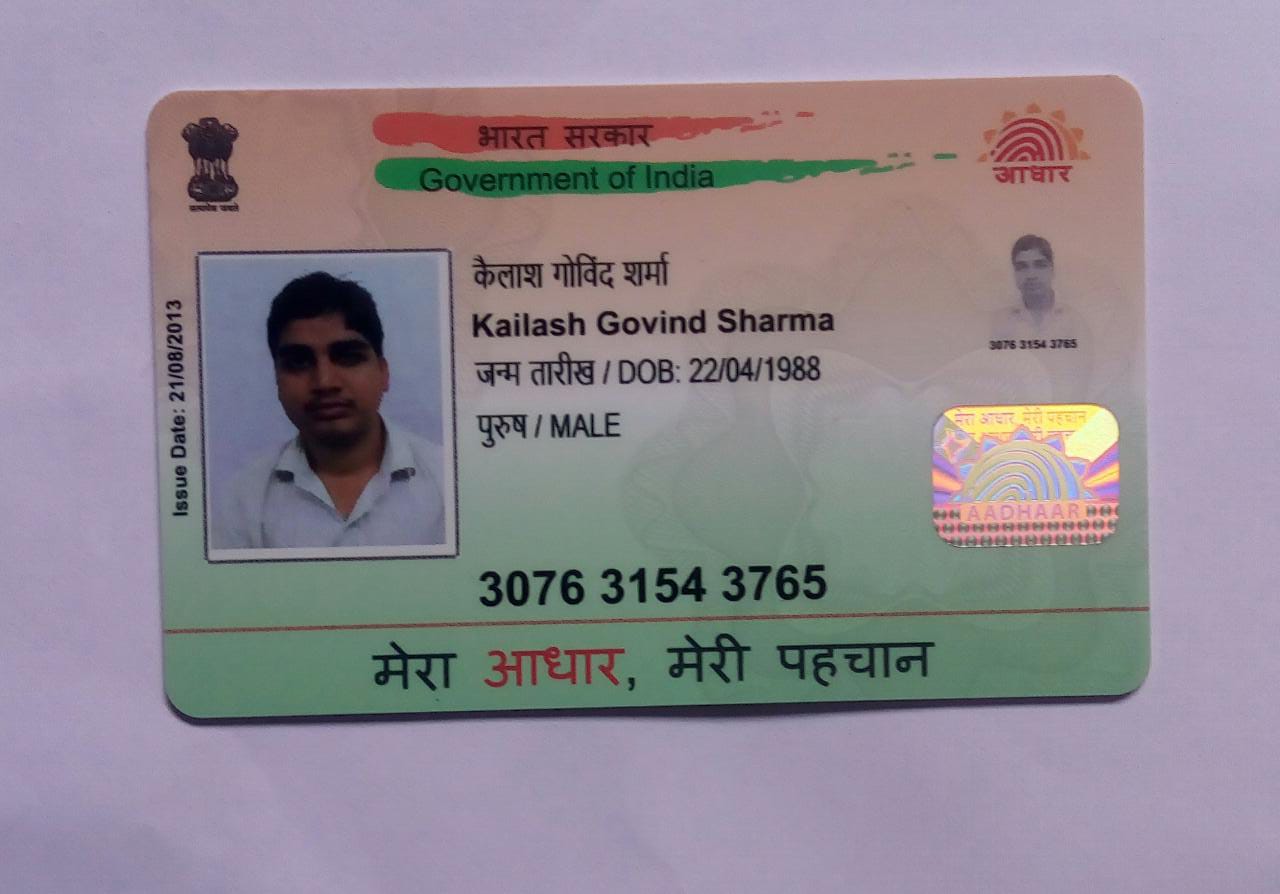 भारत सरकार
Government of India
आधार
सत्यमेव जयते
कैलाश गोविंद शर्मा
Kailash Govind Sharma
जन्म तारीख / DOB: 22/04/1988
पुरुष / MALE
Issue Date: 21/08/2013
3076 3154 3765
मेरा आधार, मेरी पहचान
AADHAAR
3076 3154 3765
मेरा आधार, मेरी पहचान